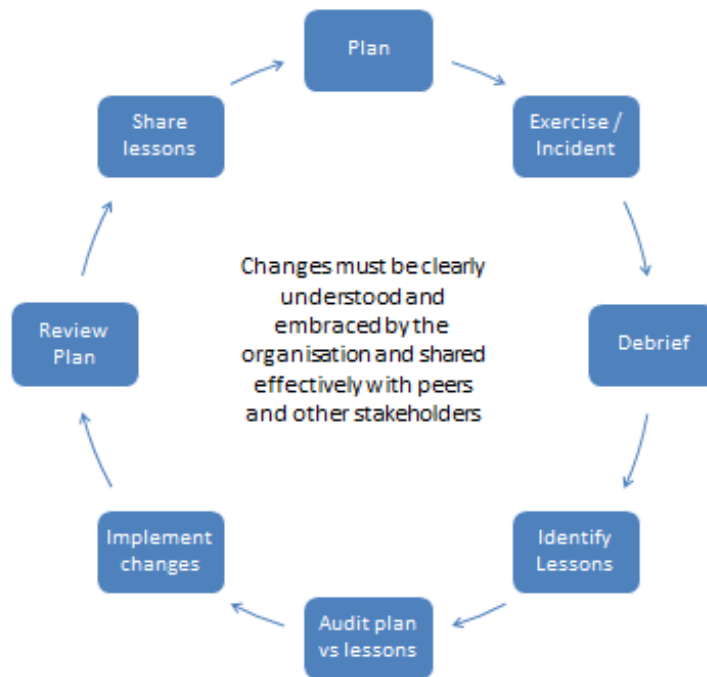 Plan
Exercise /
Incident
Debrief
Identify
Lessons
Audit plan
vs lessons
Implement
changes
Review
Plan
Share
lessons
Changes must be clearly
understood and
embraced by the
organisation and shared
effectively with peers
and other stakeholders